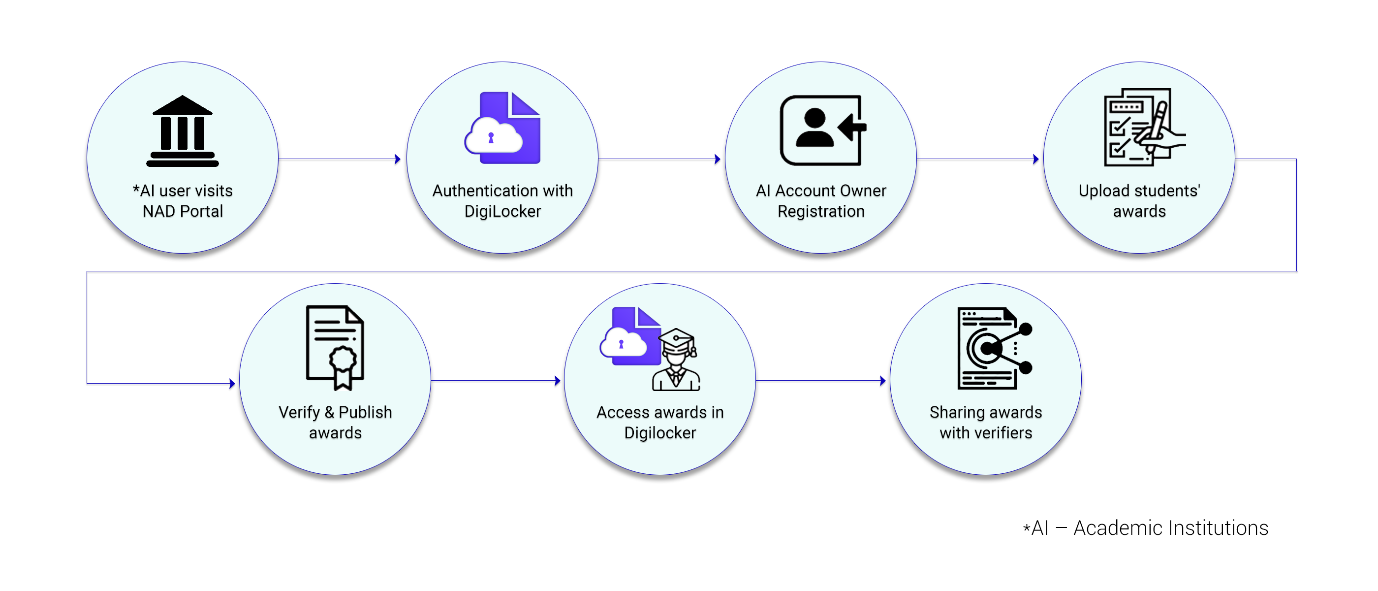 *AI user visits
NAD Portal
Authentication with
DigiLocker
AI Account Owner
Registration
Upload students'
awards
Verify & Publish
awards
Access awards in
Digilocker
Sharing awards
with verifiers
*AI – Academic Institutions